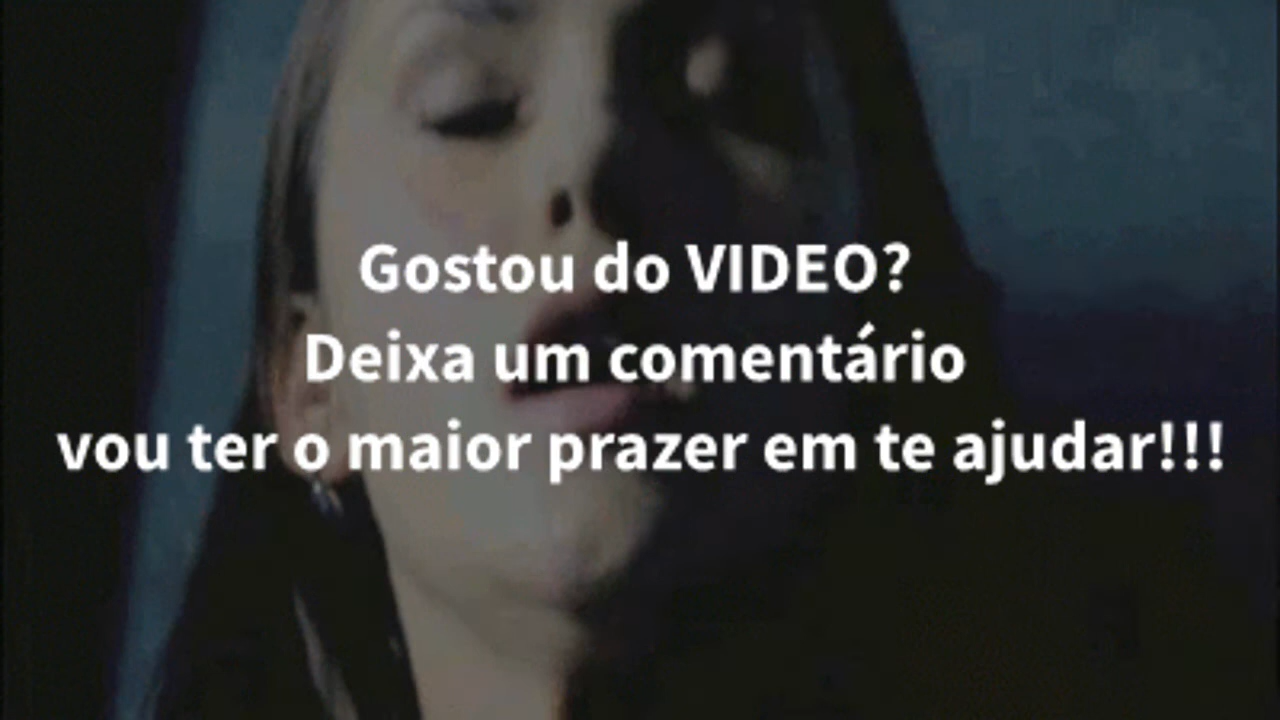 Gostou do VIDEO?
Deixa um comentário
vou ter o maior prazer em te ajudar!!!